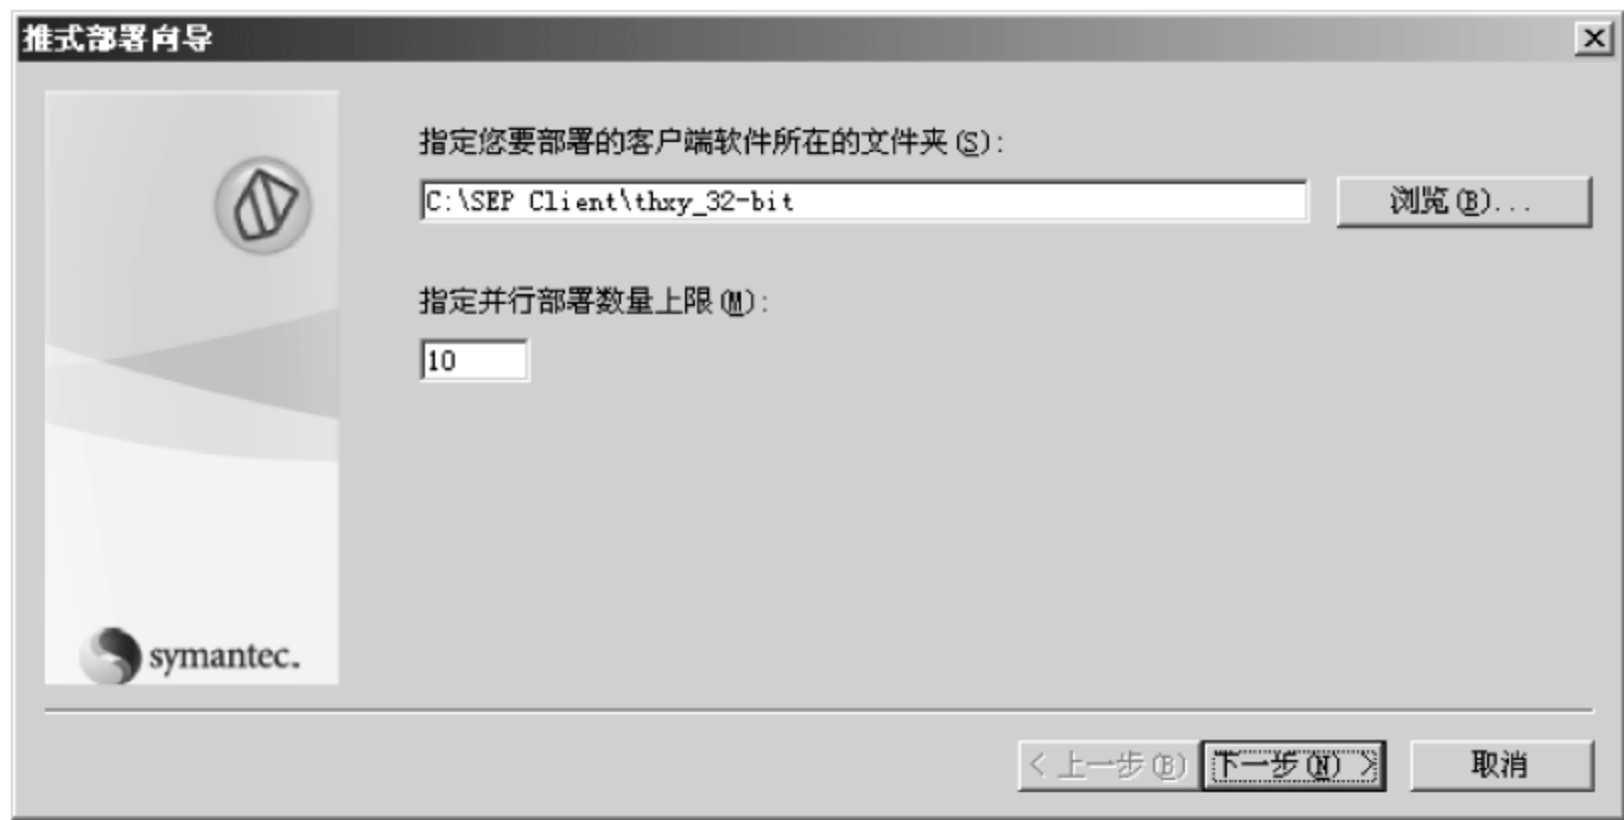 推式部署向导
指定您要部署的客户端软件所在的文件夹(S):
C:\SEP Client\thxy_32-bit
浏览(B)...
指定并行部署数量上限(M):
10
symantec.
< 上一步(B) 下一步(N) > 取消